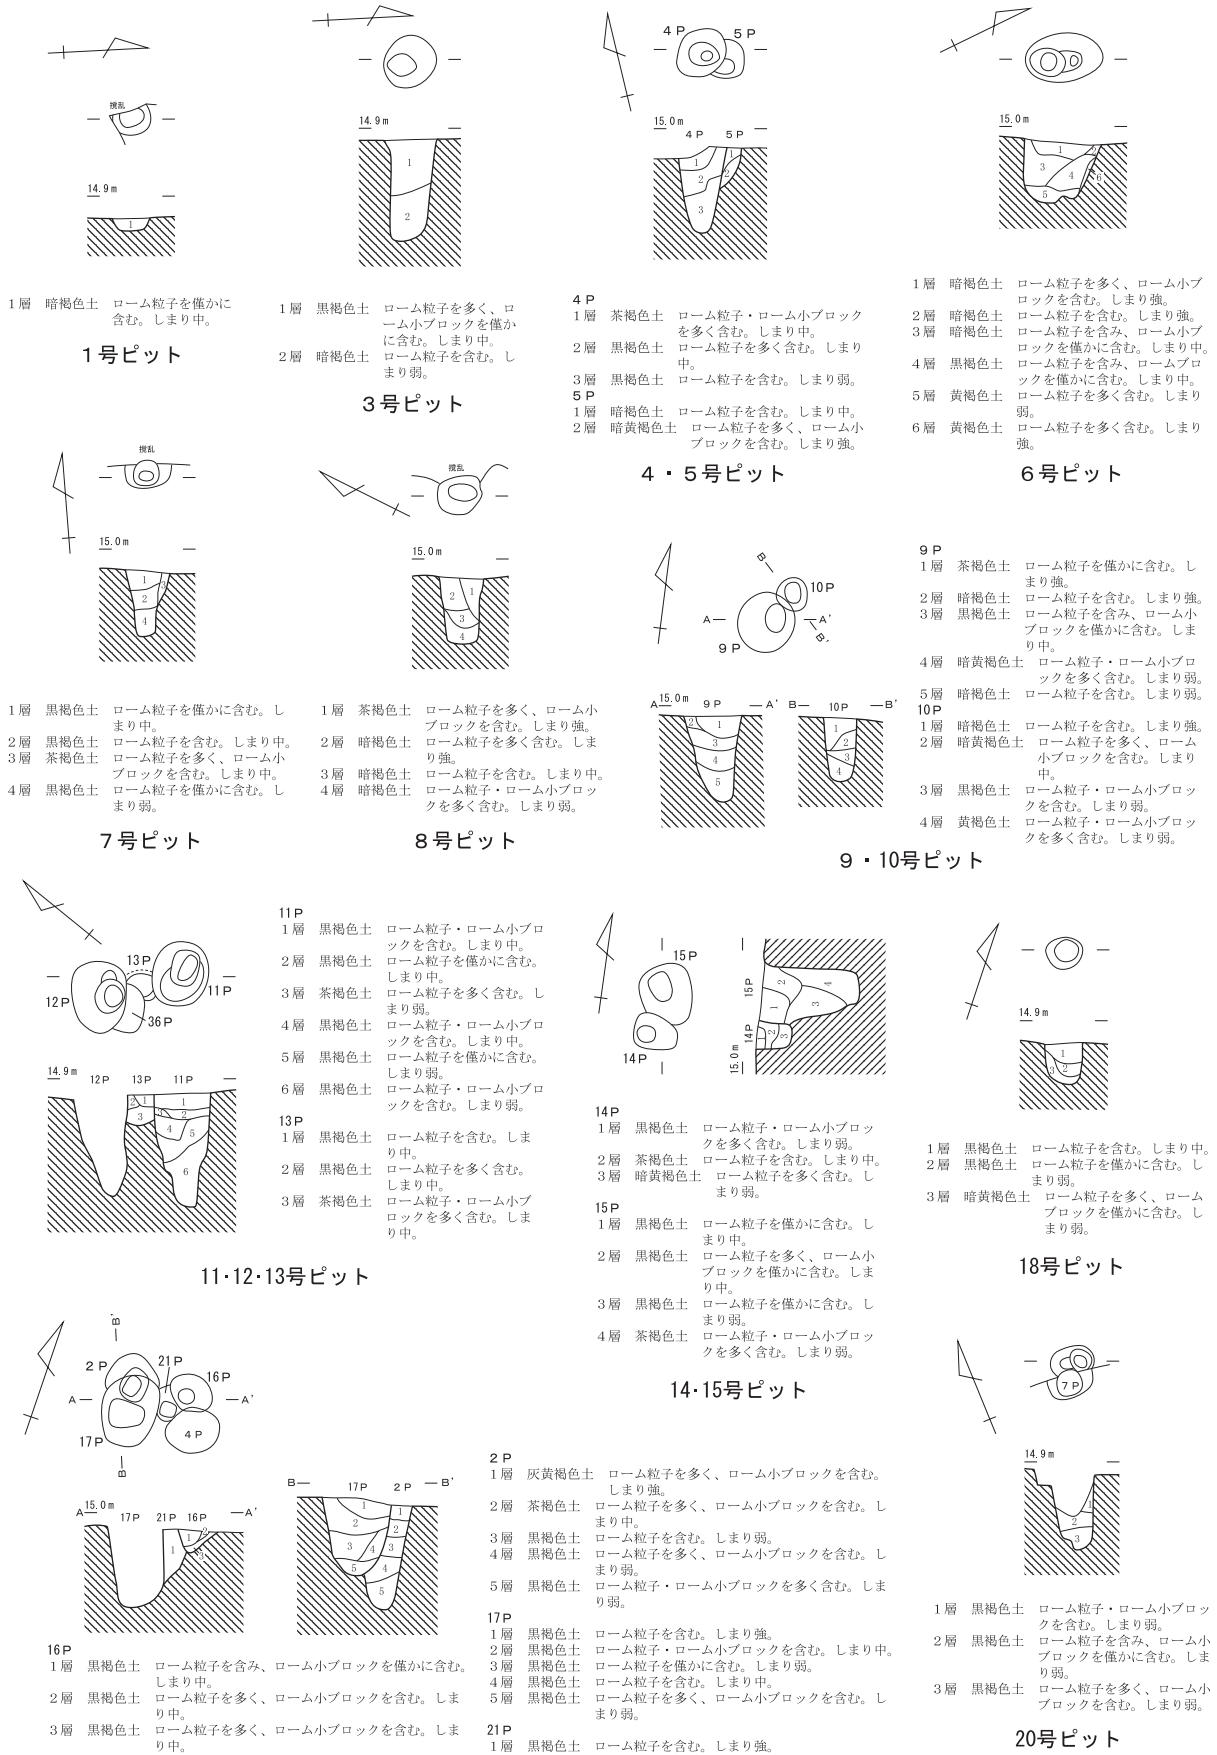 撹乱
14.9m
1
1層　暗褐色土　ローム粒子を僅かに
含む。しまり中。
1号ピット
14.9m
1
2
1層　黒褐色土　ローム粒子を多く、ロ
ーム小ブロックを僅か
に含む。しまり中。
2層　暗褐色土　ローム粒子を含む。し
まり弱。
3号ピット
4P
5P
15.0m
4P 5P
1 1
2 2
3
4P
1層　茶褐色土　ローム粒子・ローム小ブロック
を多く含む。しまり中。
2層　黒褐色土　ローム粒子を多く含む。しまり
中。
3層　黒褐色土　ローム粒子を含む。しまり弱。
5P
1層　暗褐色土　ローム粒子を含む。しまり中。
2層　暗黄褐色土　ローム粒子を多く、ローム小
ブロックを含む。しまり強。
4・5号ピット
15.0m
1 2
3 4
5 6
1層　暗褐色土　ローム粒子を多く、ローム小ブ
ロックを含む。しまり強。
2層　暗褐色土　ローム粒子を含む。しまり強。
3層　暗褐色土　ローム粒子を含み、ローム小ブ
ロックを僅かに含む。しまり中。
4層　黒褐色土　ローム粒子を含み、ロームブロ
ックを僅かに含む。しまり中。
5層　黄褐色土　ローム粒子を多く含む。しまり
弱。
6層　黄褐色土　ローム粒子を多く含む。しまり
強。
6号ピット
撹乱
15.0m
1 3
2
4
1層　黒褐色土　ローム粒子を僅かに含む。し
まり中。
2層　黒褐色土　ローム粒子を含む。しまり中。
3層　茶褐色土　ローム粒子を多く、ローム小
ブロックを含む。しまり中。
4層　黒褐色土　ローム粒子を僅かに含む。し
まり弱。
7号ピット
撹乱
15.0m
2 1
3
4
1層　茶褐色土　ローム粒子を多く、ローム小
ブロックを含む。しまり強。
2層　暗褐色土　ローム粒子を多く含む。しま
り強。
3層　暗褐色土　ローム粒子を含む。しまり中。
4層　暗褐色土　ローム粒子・ローム小ブロッ
クを多く含む。しまり弱。
8号ピット
B
10P
A A'
B'
9P
15.0m
A 9P A' B 10P B'
2 1
3
4
5
1
2
3
4
9P
1層　茶褐色土　ローム粒子を僅かに含む。し
まり強。
2層　暗褐色土　ローム粒子を含む。しまり強。
3層　黒褐色土　ローム粒子を含み、ローム小
ブロックを僅かに含む。しま
り中。
4層　暗黄褐色土　ローム粒子・ローム小ブロ
ックを多く含む。しまり弱。
5層　暗褐色土　ローム粒子を含む。しまり弱。
10P
1層　暗褐色土　ローム粒子を含む。しまり強。
2層　暗黄褐色土　ローム粒子を多く、ローム
小ブロックを含む。しまり
中。
3層　黒褐色土　ローム粒子・ローム小ブロッ
クを含む。しまり弱。
4層　黄褐色土　ローム粒子・ローム小ブロッ
クを多く含む。しまり弱。
9・10号ピット
13P
12P
11P
36P
14.9m
12P 13P 11P
2 1 1
3 2
4 5
6
11P
1層　黒褐色土　ローム粒子・ローム小ブロ
ックを含む。しまり中。
2層　黒褐色土　ローム粒子を僅かに含む。
しまり中。
3層　茶褐色土　ローム粒子を多く含む。し
まり弱。
4層　黒褐色土　ローム粒子・ローム小ブロ
ックを含む。しまり中。
5層　黒褐色土　ローム粒子を僅かに含む。
しまり弱。
6層　黒褐色土　ローム粒子・ローム小ブロ
ックを含む。しまり弱。
13P
1層　黒褐色土　ローム粒子を含む。しま
り中。
2層　黒褐色土　ローム粒子を多く含む。
しまり中。
3層　茶褐色土　ローム粒子・ローム小ブ
ロックを多く含む。しま
り中。
11・12・13号ピット
15P
14P
15P
14P
15.0m
2 4
1 3
2 3
14P
1層　黒褐色土　ローム粒子・ローム小ブロッ
クを多く含む。しまり弱。
2層　茶褐色土　ローム粒子を含む。しまり中。
3層　暗黄褐色土　ローム粒子を多く含む。し
まり弱。
15P
1層　黒褐色土　ローム粒子を僅かに含む。し
まり中。
2層　黒褐色土　ローム粒子を多く、ローム小
ブロックを僅かに含む。しま
り中。
3層　黒褐色土　ローム粒子を僅かに含む。し
まり弱。
4層　茶褐色土　ローム粒子・ローム小ブロッ
クを多く含む。しまり弱。
14・15号ピット
14.9m
1
3 2
1層　黒褐色土　ローム粒子を含む。しまり中。
2層　黒褐色土　ローム粒子を僅かに含む。し
まり弱。
3層　暗黄褐色土　ローム粒子を多く、ローム
ブロックを僅かに含む。し
まり弱。
18号ピット
B'
2P
21P
16P
A A'
4P
17P
B
15.0m
A 17P 21P 16P A'
1 1 2
3
B 17P 2P B'
1 1
2 2
3 4 3
5 4
5
16P
1層　黒褐色土　ローム粒子を含み、ローム小ブロックを僅かに含む。
しまり中。
2層　黒褐色土　ローム粒子を多く、ローム小ブロックを含む。しま
り中。
3層　黒褐色土　ローム粒子を多く、ローム小ブロックを含む。しま
り中。
2P
1層　灰黄褐色土　ローム粒子を多く、ローム小ブロックを含む。
しまり強。
2層　茶褐色土　ローム粒子を多く、ローム小ブロックを含む。し
まり中。
3層　黒褐色土　ローム粒子を含む。しまり弱。
4層　黒褐色土　ローム粒子を多く、ローム小ブロックを含む。し
まり弱。
5層　黒褐色土　ローム粒子・ローム小ブロックを多く含む。しま
り弱。
17P
1層　黒褐色土　ローム粒子を含む。しまり強。
2層　黒褐色土　ローム粒子・ローム小ブロックを含む。しまり中。
3層　黒褐色土　ローム粒子を僅かに含む。しまり弱。
4層　黒褐色土　ローム粒子を含む。しまり中。
5層　黒褐色土　ローム粒子を多く、ローム小ブロックを含む。し
まり弱。
21P
1層　黒褐色土　ローム粒子を含む。しまり強。
7P
14.9m
1
2
3
1層　黒褐色土　ローム粒子・ローム小ブロッ
クを含む。しまり弱。
2層　黒褐色土　ローム粒子を含み、ローム小
ブロックを僅かに含む。しま
り弱。
3層　黒褐色土　ローム粒子を多く、ローム小
ブロックを含む。しまり弱。
20号ピット